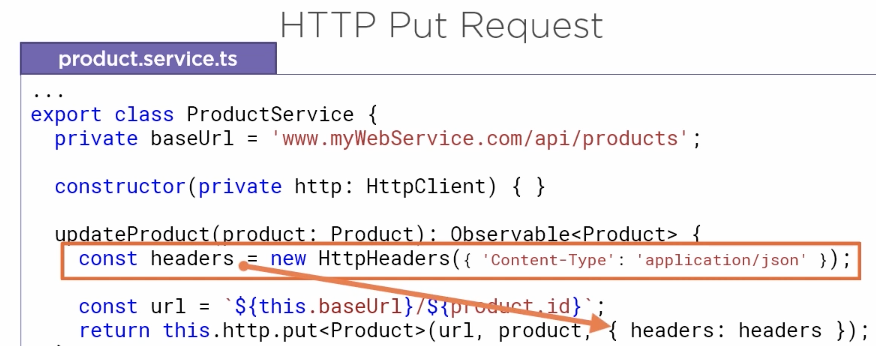 HTTP Put Request
product.service.ts
...
export class ProductService {
private baseUrl = 'www.myWebService.com/api/products';
constructor(private http: HttpClient) { }
updateProduct(product: Product): Observable<Product> {
const headers = new HttpHeaders({ 'Content-Type': 'application/json' });
const url = `${this.baseUrl}/${product.id}`;
return this.http.put<Product>(url, product, { headers: headers });